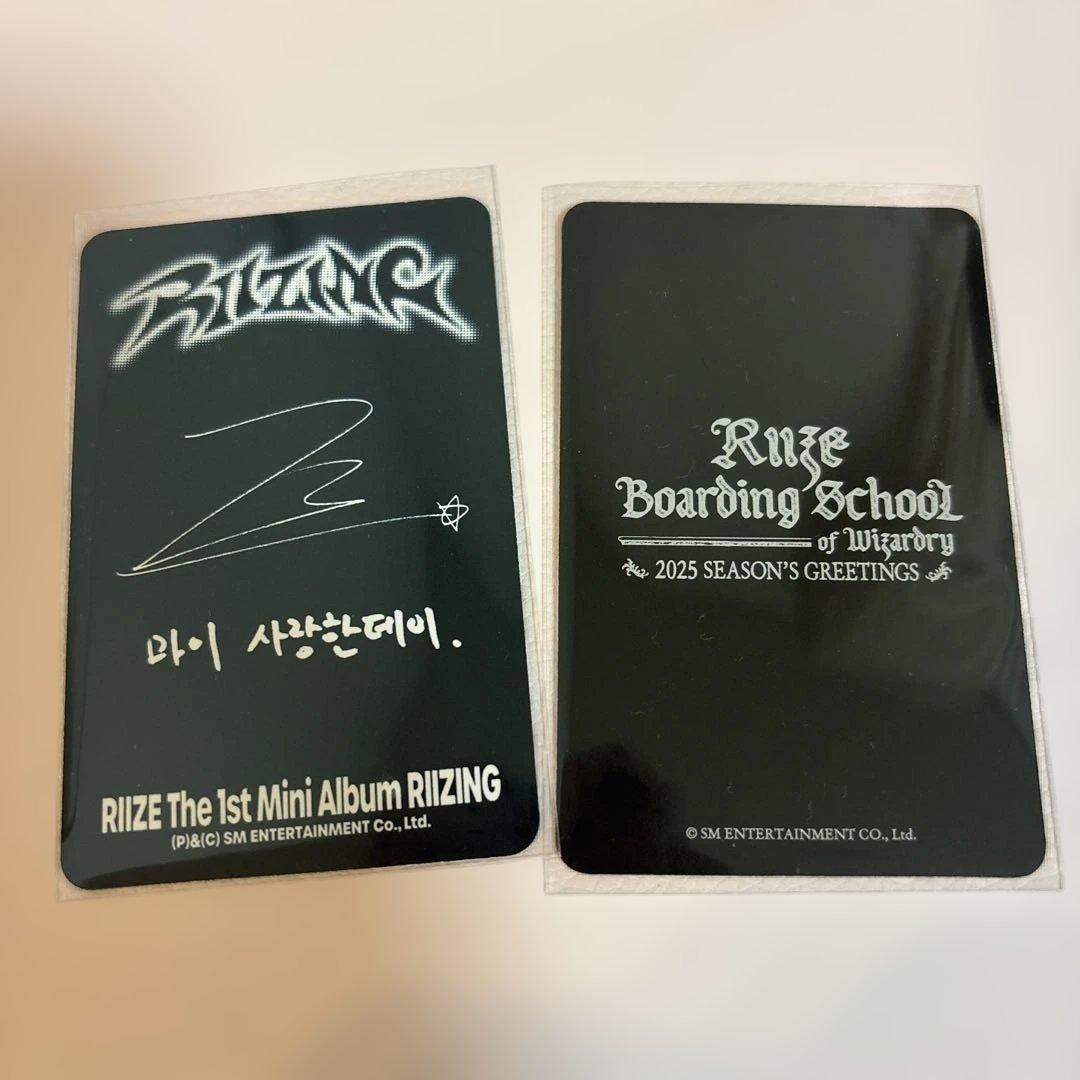 RIIZING
마이 사랑한데이.
RIIZE The 1st Mini Album RIIZING
(P)&(C) SM ENTERTAINMENT Co., Ltd.
RIIZE
Boarding School
of Wizardry
2025 SEASON'S GREETINGS
© SM ENTERTAINMENT CO., Ltd.